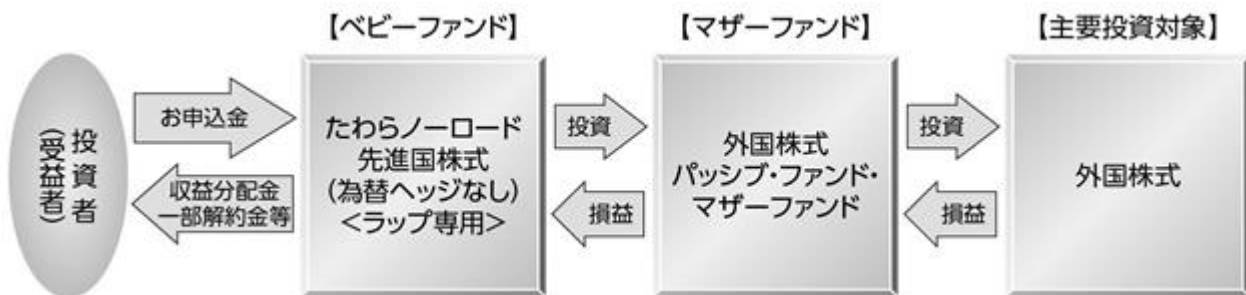 【ベビーファンド】
【マザーファンド】
【主要投資対象】
投資者
(受益者)
お申込金
収益分配金
一部解約金等
たわらノーロード
先進国株式
(為替ヘッジなし)
<ラップ専用>
投資
損益
外国株式
パッシブ・ファンド・
マザーファンド
投資
損益
外国株式